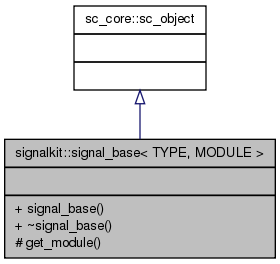 sc_core::sc_object
signalkit::signal_base< TYPE, MODULE >
+ signal_base()
+ ~signal_base()
# get_module()